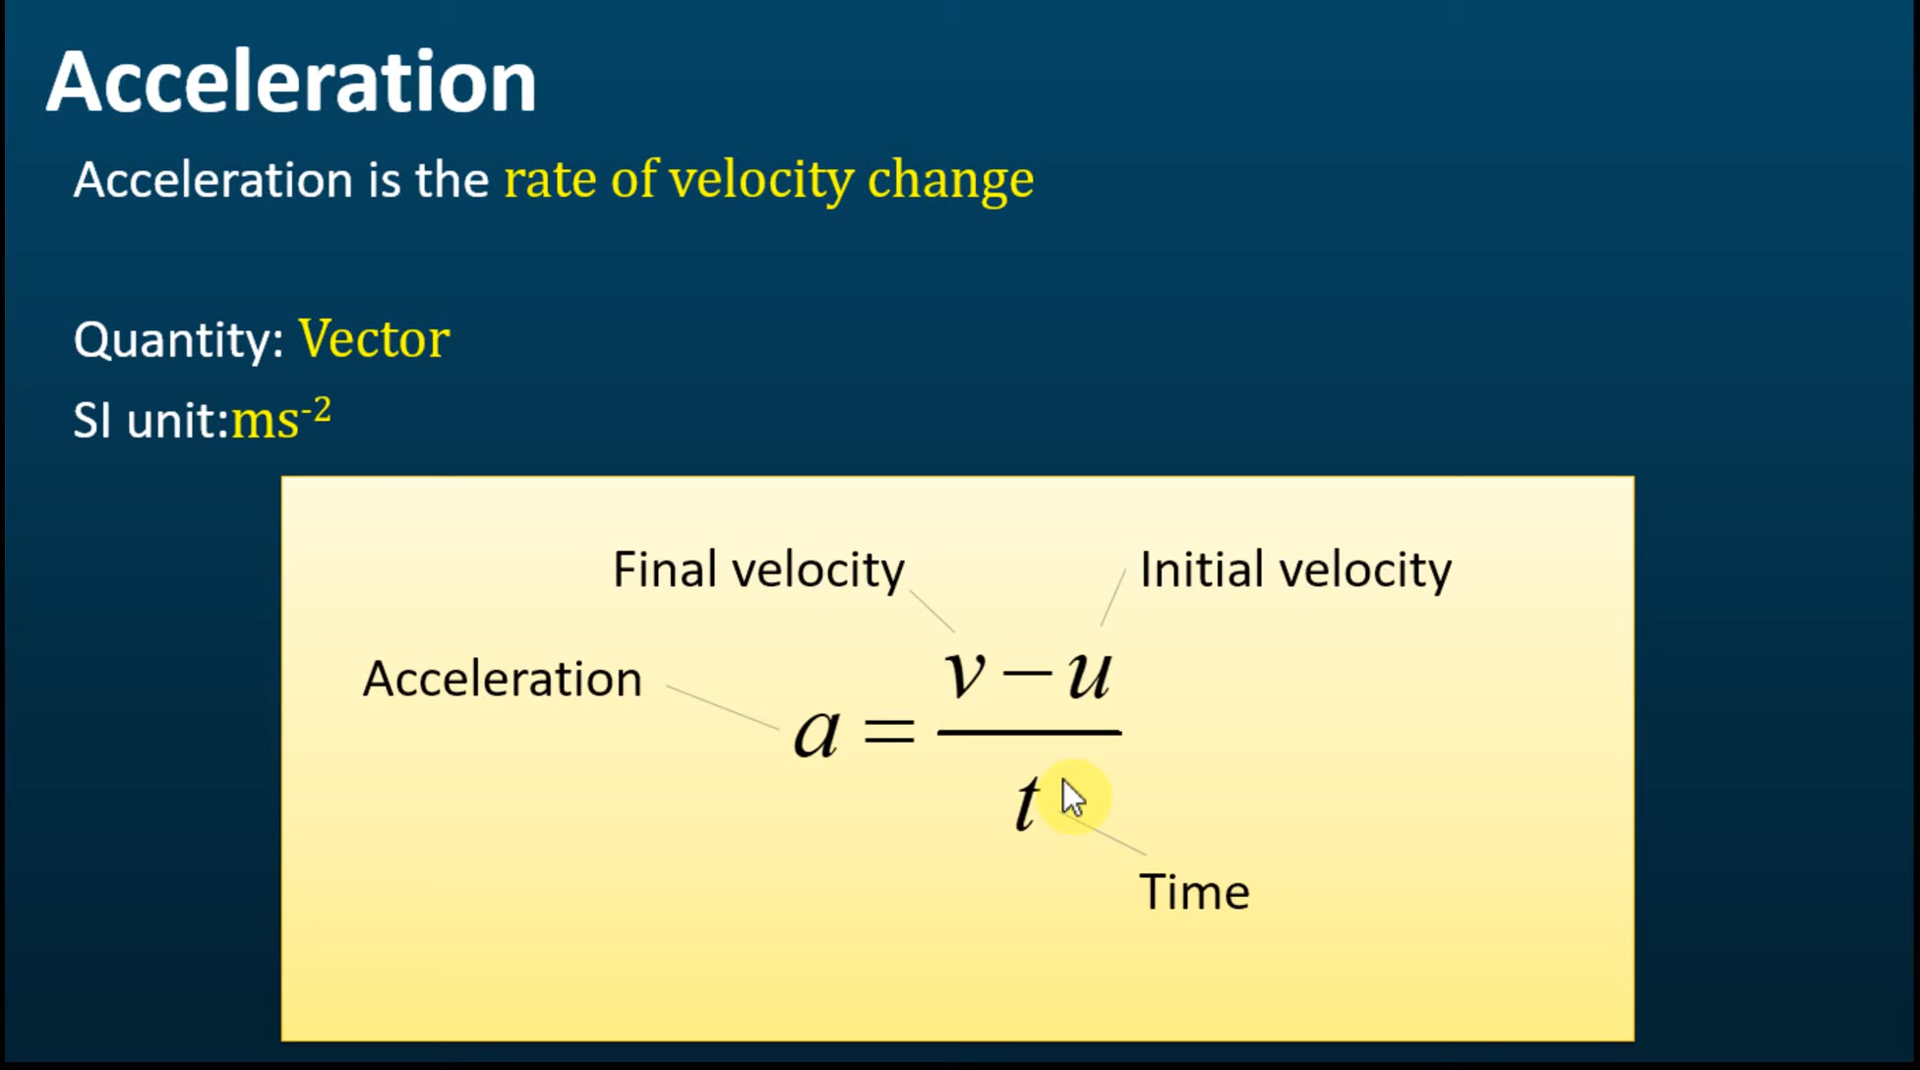 Acceleration
Acceleration is the rate of velocity change
Quantity: Vector
SI unit:ms⁻²
Final velocity
Initial velocity
Acceleration
a = (v − u) / t
Time